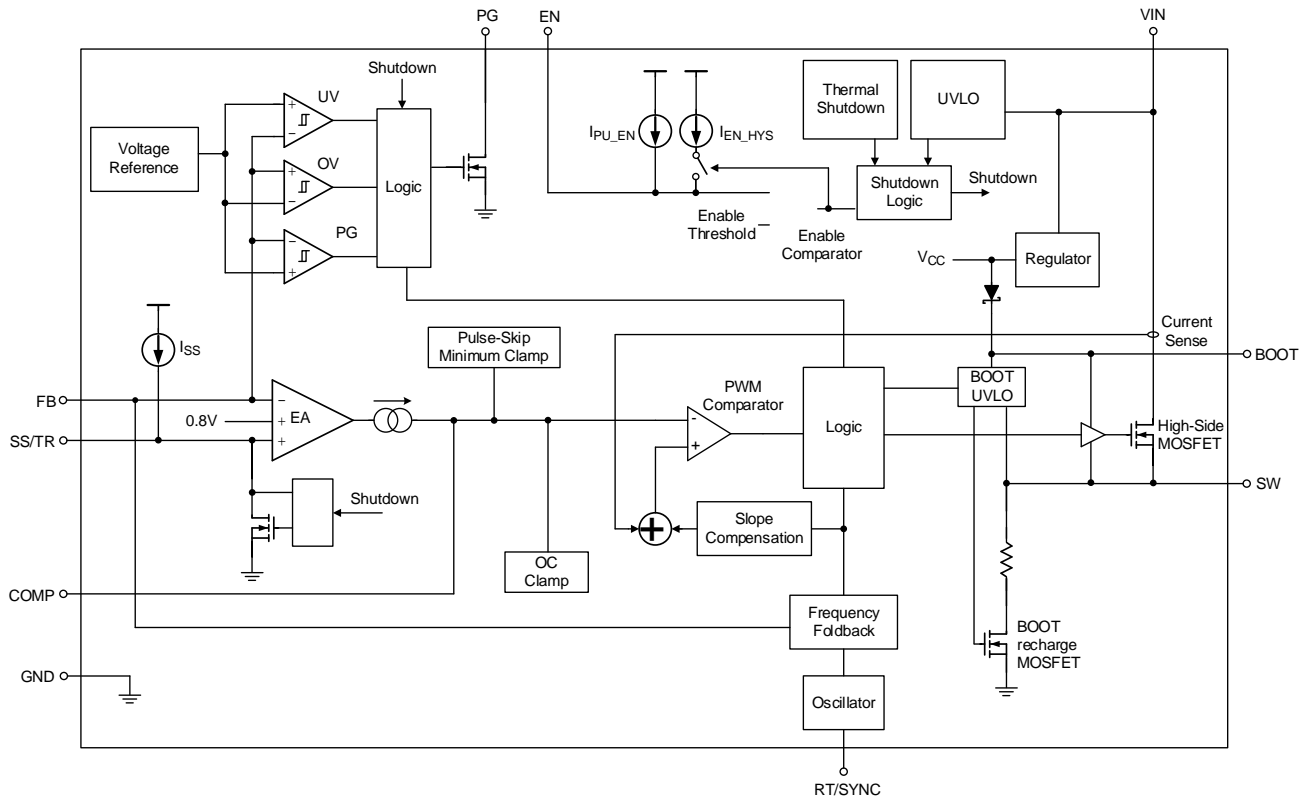 PG
EN
VIN
Shutdown
UV
Thermal
Shutdown
UVLO
Voltage
Reference
I_PU_EN
I_EN_HYS
OV
Logic
Shutdown
Logic
Shutdown
PG
Enable
Threshold
Enable
Comparator
V_CC
Regulator
I_SS
Pulse-Skip
Minimum Clamp
Current
Sense
BOOT
BOOT
UVLO
PWM
Comparator
FB
0.8V
EA
SS/TR
Logic
High-Side
MOSFET
SW
Shutdown
Slope
Compensation
OC
Clamp
COMP
Frequency
Foldback
BOOT
recharge
MOSFET
GND
Oscillator
RT/SYNC